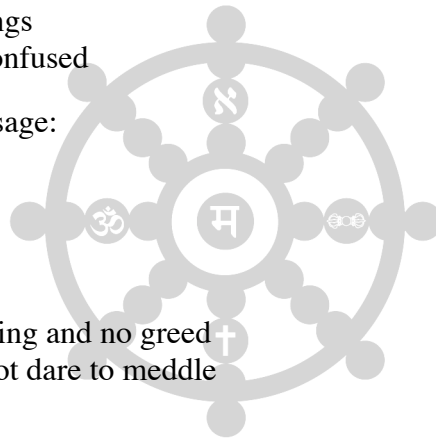 ngs
onfused
sage:
א
ॐ
म
ing and no greed
ot dare to meddle